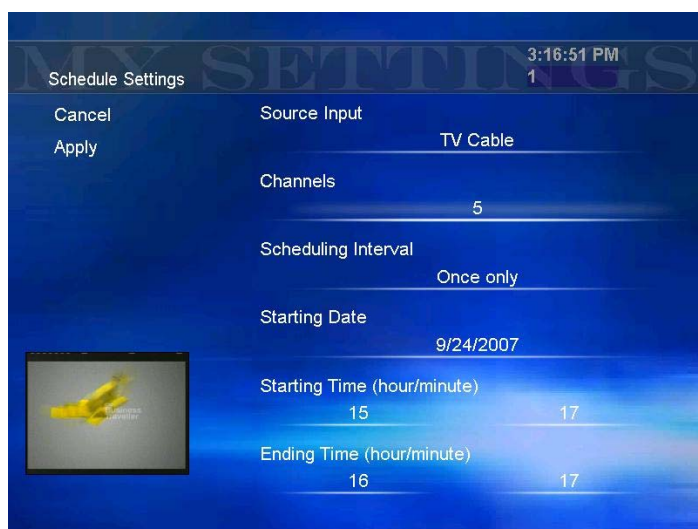 MY SETTINGS
3:16:51 PM
Schedule Settings
1
Cancel
Apply
Source Input
TV Cable
Channels
5
Scheduling Interval
Once only
Starting Date
9/24/2007
Starting Time (hour/minute)
15 17
Ending Time (hour/minute)
16 17
Business
Traveller